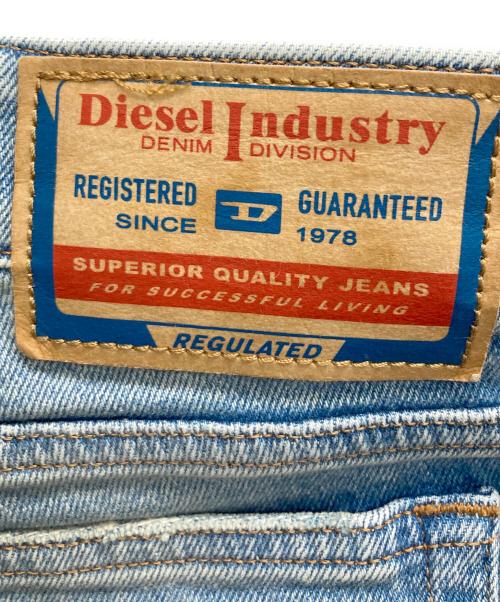 Diesel Industry
DENIM DIVISION
REGISTERED D GUARANTEED
SINCE 1978
SUPERIOR QUALITY JEANS
FOR SUCCESSFUL LIVING
REGULATED